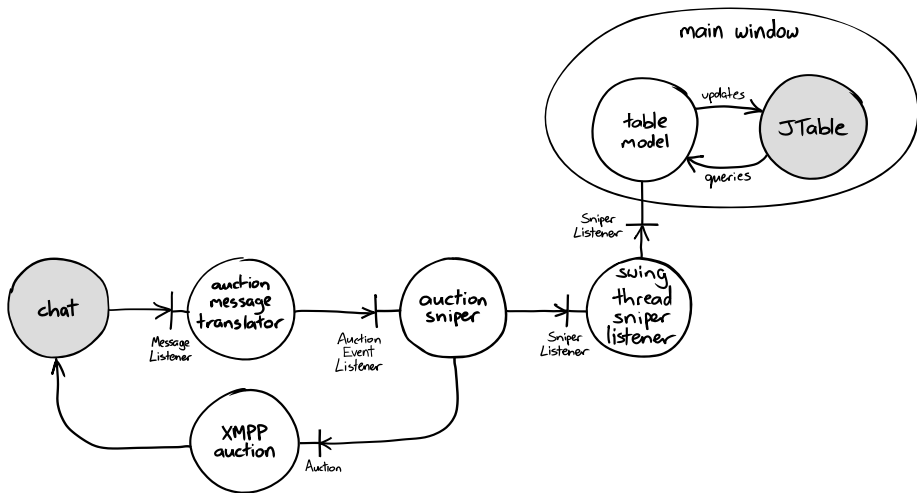 main window
updates
table
model
JTable
queries
Sniper
Listener
swing
thread
sniper
listener
chat
auction
message
translator
auction
sniper
Message
Listener
Auction
Event
Listener
Sniper
Listener
XMPP
auction
Auction